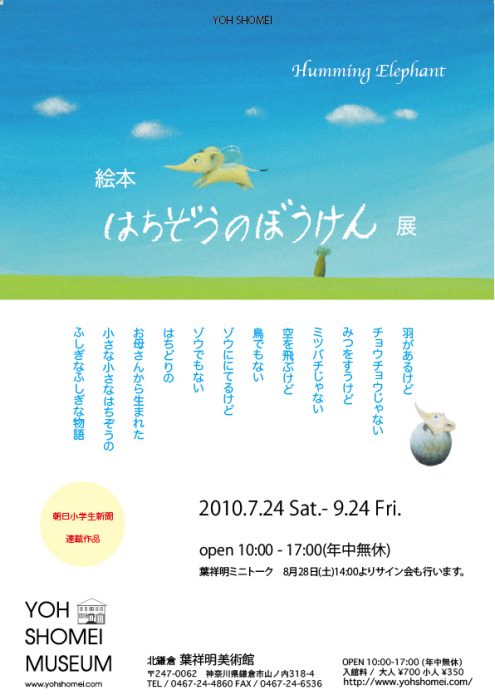 YOH SHOMEI
Humming Elephant
絵本
はちぞうのぼうけん 展
羽があるけど
チョウチョウじゃない
みつをすうけど
ミツバチじゃない
空を飛ぶけど
鳥でもない
ゾウににてるけど
ゾウでもない
はちどりの
お母さんから生まれた
小さな小さなはちぞうの
ふしぎなふしぎな物語
朝日小学生新聞
連載作品
2010.7.24 Sat.- 9.24 Fri.
open 10:00 - 17:00(年中無休)
葉祥明ミニトーク 8月28日(土)14:00よりサイン会も行います。
YOH
SHOMEI
MUSEUM
www.yohshomei.com
北鎌倉 葉祥明美術館
〒247-0062 神奈川県鎌倉市山ノ内318-4
TEL / 0467-24-4860 FAX / 0467-24-6536
OPEN 10:00-17:00 (年中無休)
入館料 / 大人 ¥700 小人 ¥350
http://www.yohshomei.com/